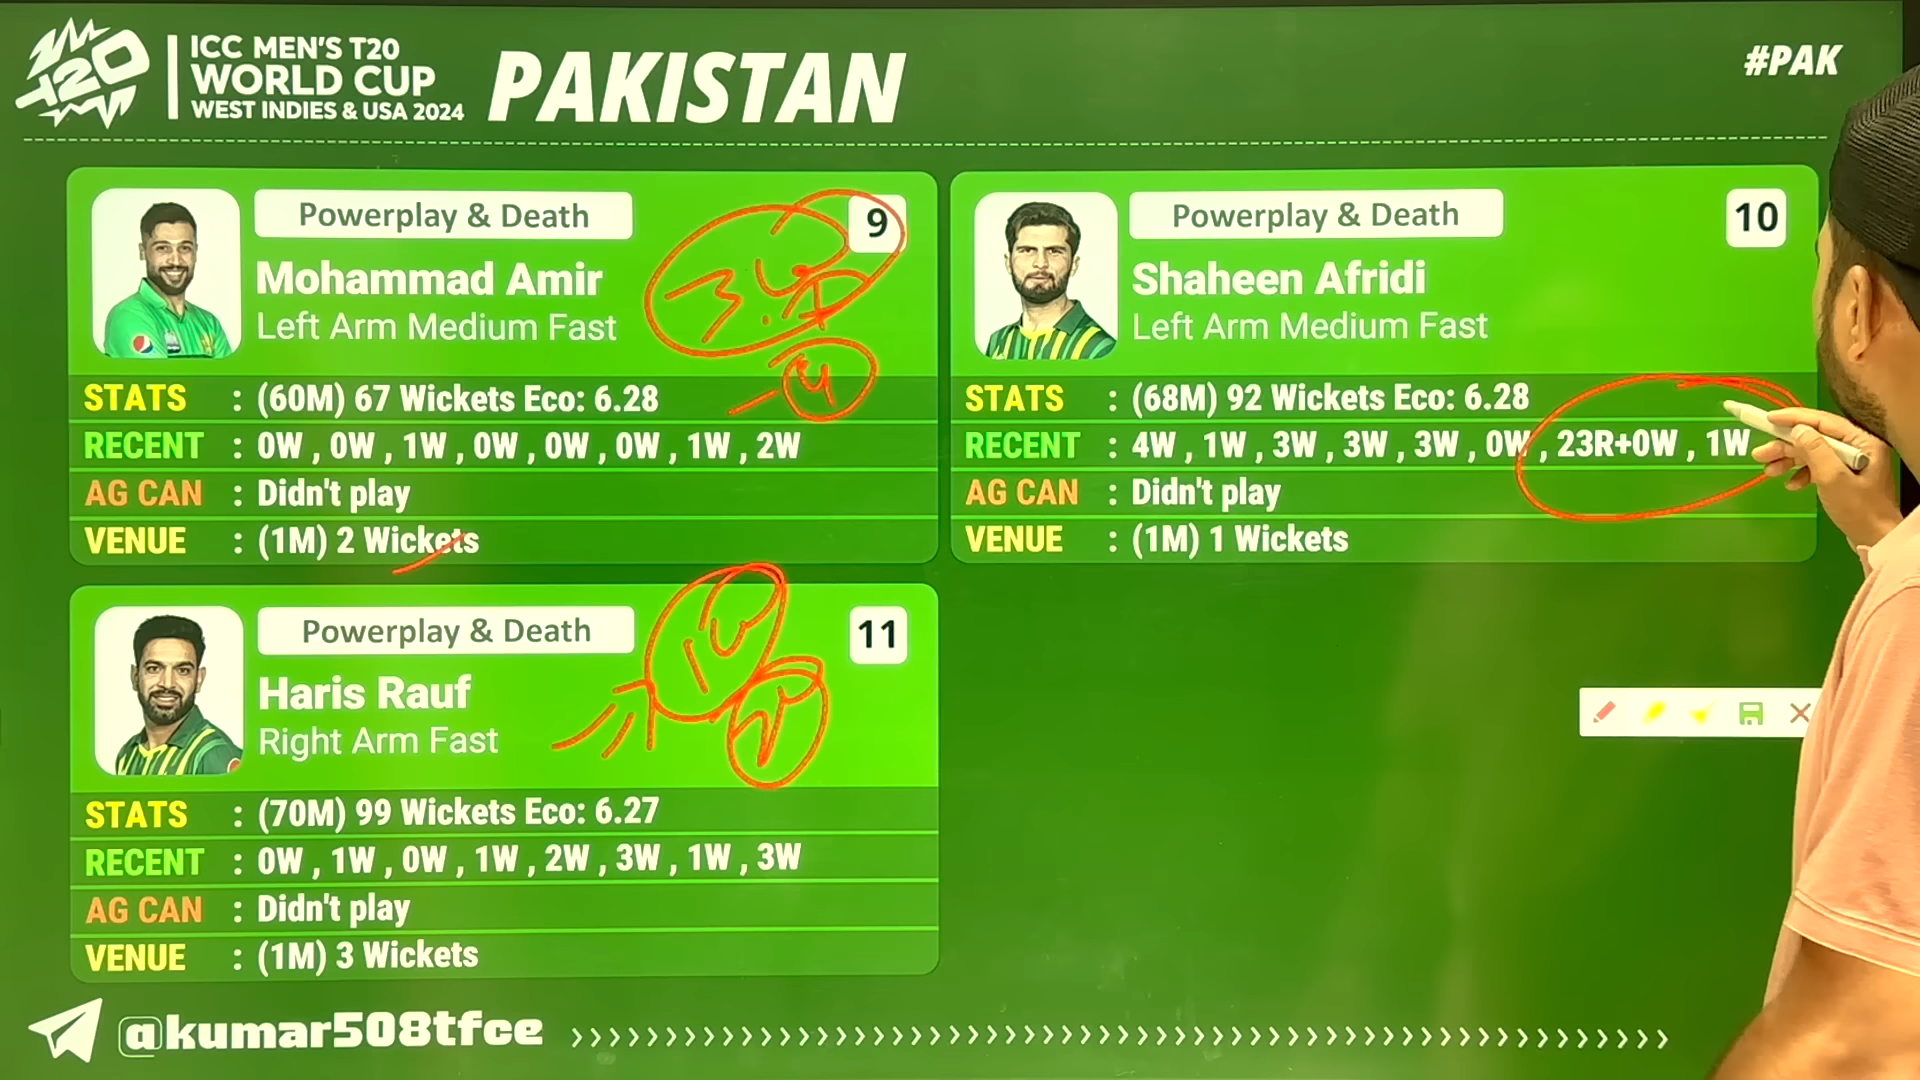 T20
ICC MEN'S T20
WORLD CUP
WEST INDIES & USA 2024
PAKISTAN
#PAK
Powerplay & Death
9
Mohammad Amir
Left Arm Medium Fast
STATS : (60M) 67 Wickets Eco: 6.28
RECENT : 0W , 0W , 1W , 0W , 0W , 0W , 1W , 2W
AG CAN : Didn't play
VENUE : (1M) 2 Wickets
Powerplay & Death
10
Shaheen Afridi
Left Arm Medium Fast
STATS : (68M) 92 Wickets Eco: 6.28
RECENT : 4W , 1W , 3W , 3W , 3W , 0W , 23R+0W , 1W
AG CAN : Didn't play
VENUE : (1M) 1 Wickets
Powerplay & Death
11
Haris Rauf
Right Arm Fast
STATS : (70M) 99 Wickets Eco: 6.27
RECENT : 0W , 1W , 0W , 1W , 2W , 3W , 1W , 3W
AG CAN : Didn't play
VENUE : (1M) 3 Wickets
@kumar508tfce